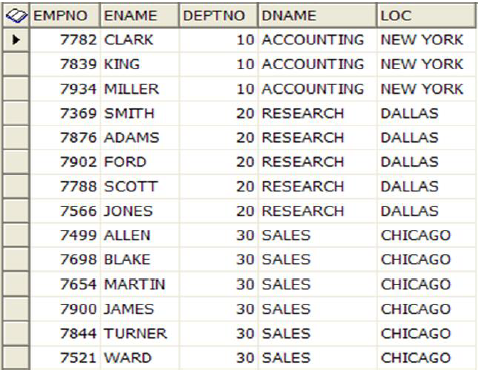 EMPNO ENAME DEPTNO DNAME LOC
7782 CLARK 10 ACCOUNTING NEW YORK
7839 KING 10 ACCOUNTING NEW YORK
7934 MILLER 10 ACCOUNTING NEW YORK
7369 SMITH 20 RESEARCH DALLAS
7876 ADAMS 20 RESEARCH DALLAS
7902 FORD 20 RESEARCH DALLAS
7788 SCOTT 20 RESEARCH DALLAS
7566 JONES 20 RESEARCH DALLAS
7499 ALLEN 30 SALES CHICAGO
7698 BLAKE 30 SALES CHICAGO
7654 MARTIN 30 SALES CHICAGO
7900 JAMES 30 SALES CHICAGO
7844 TURNER 30 SALES CHICAGO
7521 WARD 30 SALES CHICAGO